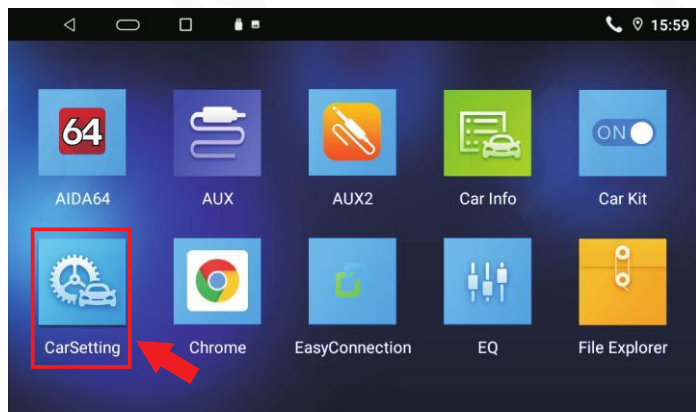 15:59
64
ON
AIDA64
AUX
AUX2
Car Info
Car Kit
CarSetting
Chrome
EasyConnection
EQ
File Explorer